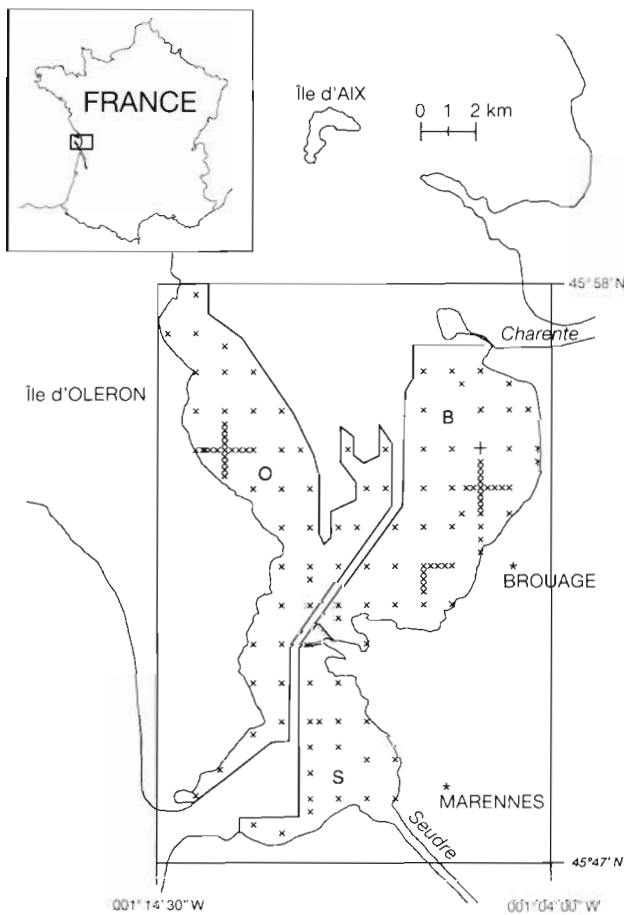 FRANCE
Île d'AIX
0 1 2 km
45° 58' N
Charente
Île d'OLERON
B
O
BROUAGE
S
MARENNES
Seudre
45° 47' N
001° 14' 30" W
001° 04' 00" W